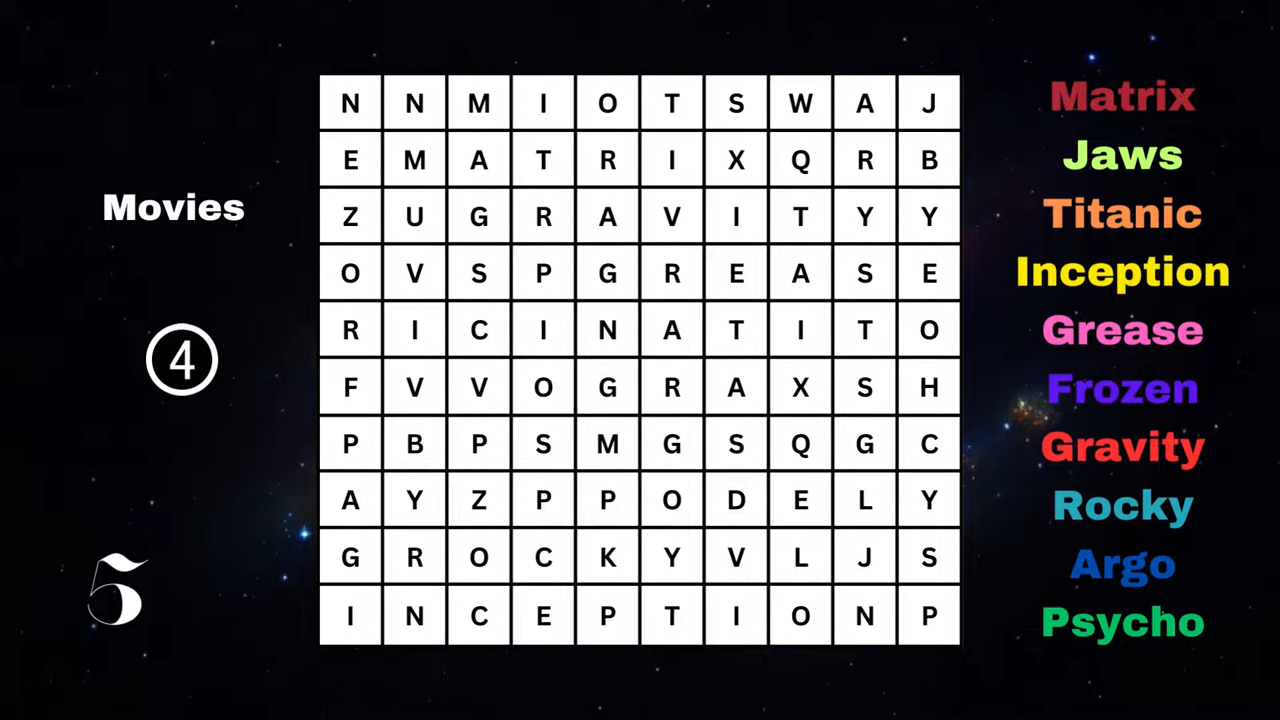 Movies
④
5
N N M I O T S W A J
E M A T R I X Q R B
Z U G R A V I T Y Y
O V S P G R E A S E
R I C I N A T I T O
F V V O G R A X S H
P B P S M G S Q G C
A Y Z P P O D E L Y
G R O C K Y V L J S
I N C E P T I O N P
Matrix
Jaws
Titanic
Inception
Grease
Frozen
Gravity
Rocky
Argo
Psycho